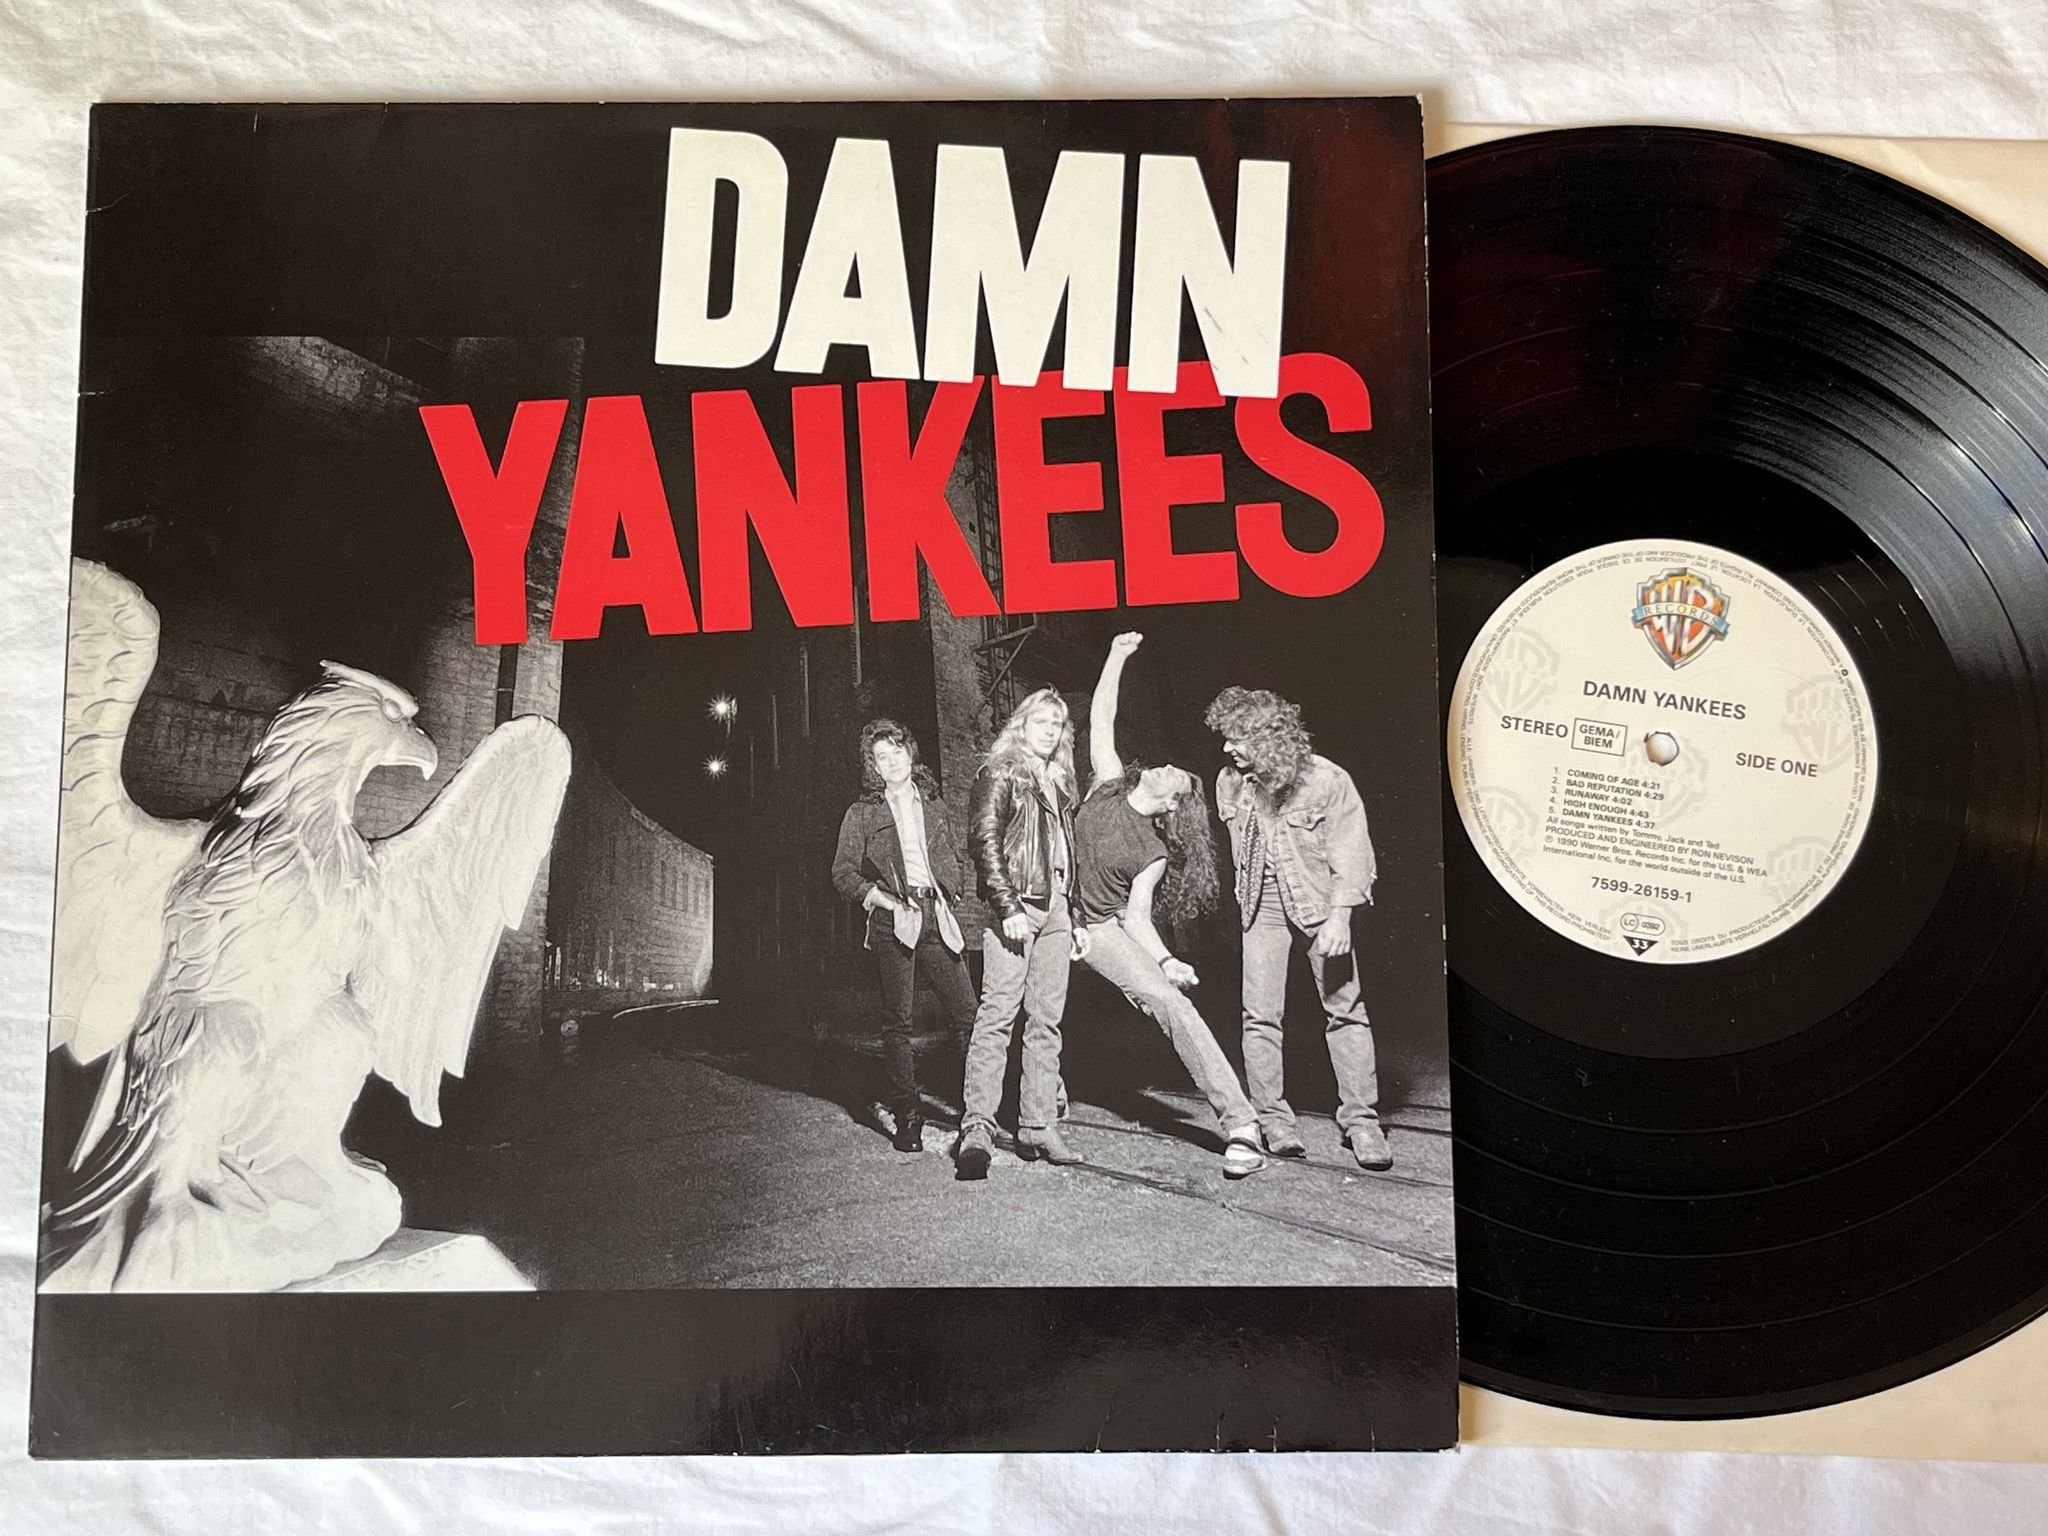 DAMN
YANKEES
RECORDS
DAMN YANKEES
STEREO
GEMA/
BIEM
SIDE ONE
1. COMING OF AGE 4:21
2. BAD REPUTATION 4:29
3. RUNAWAY 4:02
4. HIGH ENOUGH 4:43
5. DAMN YANKEES 4:37
All songs written by Tommy, Jack and Ted
PRODUCED AND ENGINEERED BY RON NEVISON
℗ 1990 Warner Bros. Records Inc. for the U.S. & WEA
International Inc. for the world outside of the U.S.
7599-26159-1
LC 0392
33